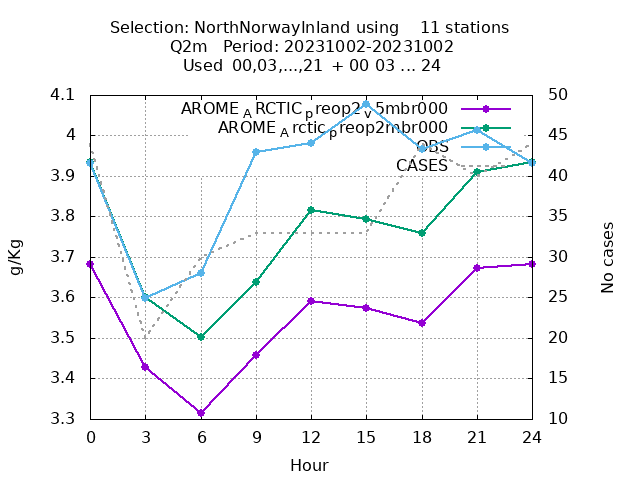 Selection: NorthNorwayInland using 11 stations
Q2m Period: 20231002-20231002
Used 00,03,...,21 + 00 03 ... 24
4.1
4
3.9
3.8
3.7
3.6
3.5
3.4
3.3
g/Kg
AROME_ARCTIC_preop2_v5mbr000
AROME_Arctic_preop2mbr000
OBS
CASES
50
45
40
35
30
25
20
15
10
No cases
0 3 6 9 12 15 18 21 24
Hour